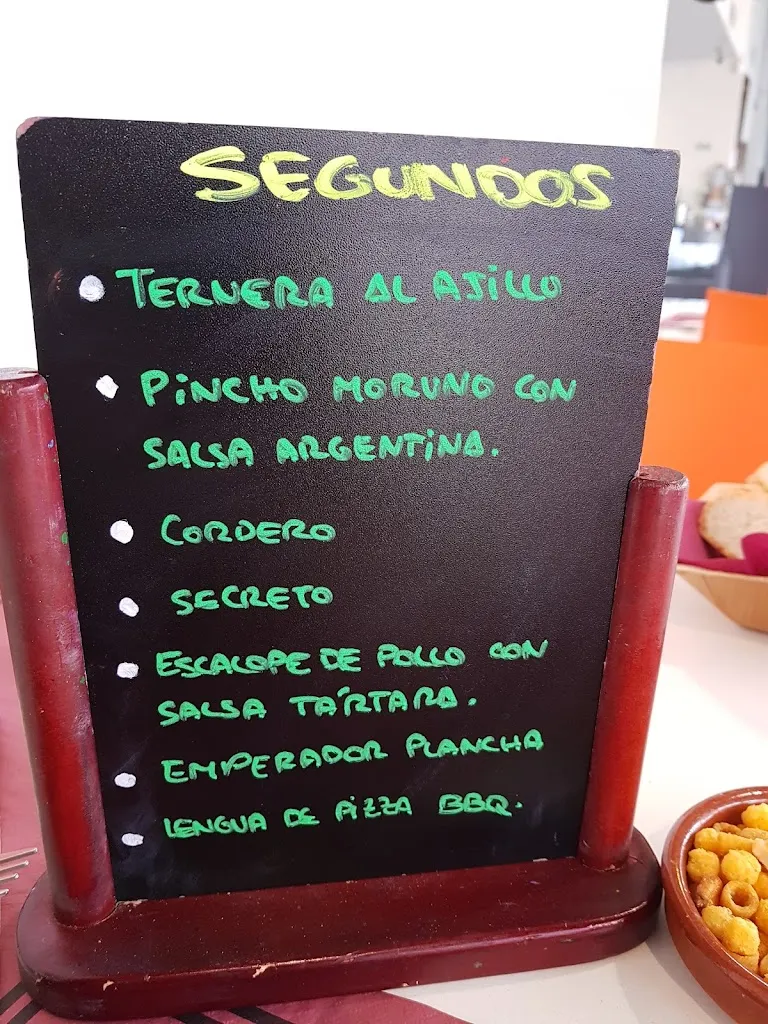 SEGUNDOS
TERNERA AL AJILLO
PINCHO MORUNO CON
SALSA ARGENTINA.
CORDERO
SECRETO
ESCALOPE DE POLLO CON
SALSA TÁRTARA.
EMPERADOR PLANCHA
LENGUA DE PIZZA BBQ.